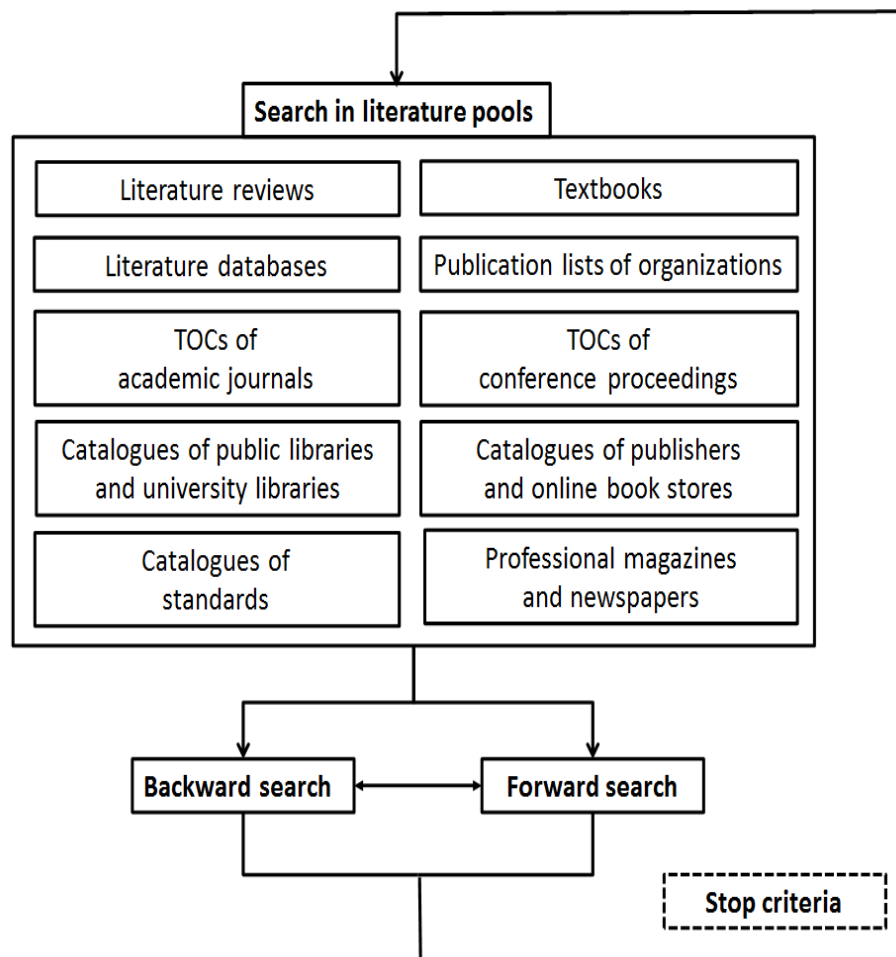 Search in literature pools
Literature reviews
Textbooks
Literature databases
Publication lists of organizations
TOCs of
academic journals
TOCs of
conference proceedings
Catalogues of public libraries
and university libraries
Catalogues of publishers
and online book stores
Catalogues of
standards
Professional magazines
and newspapers
Backward search
Forward search
Stop criteria